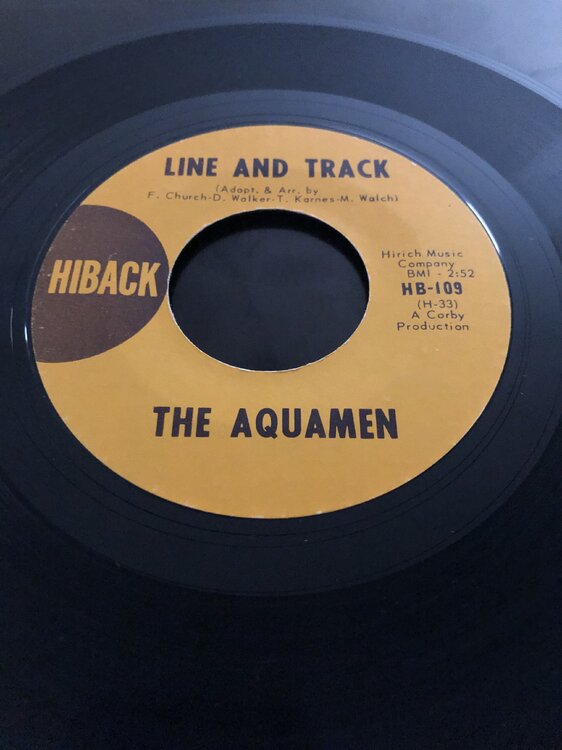 LINE AND TRACK
(Adopt. & Arr. by
F. Church-D. Walker-T. Karnes-M. Walch)
HIBACK
Hirich Music
Company
BMI - 2:52
HB-109
(H-33)
A Corby
Production
THE AQUAMEN